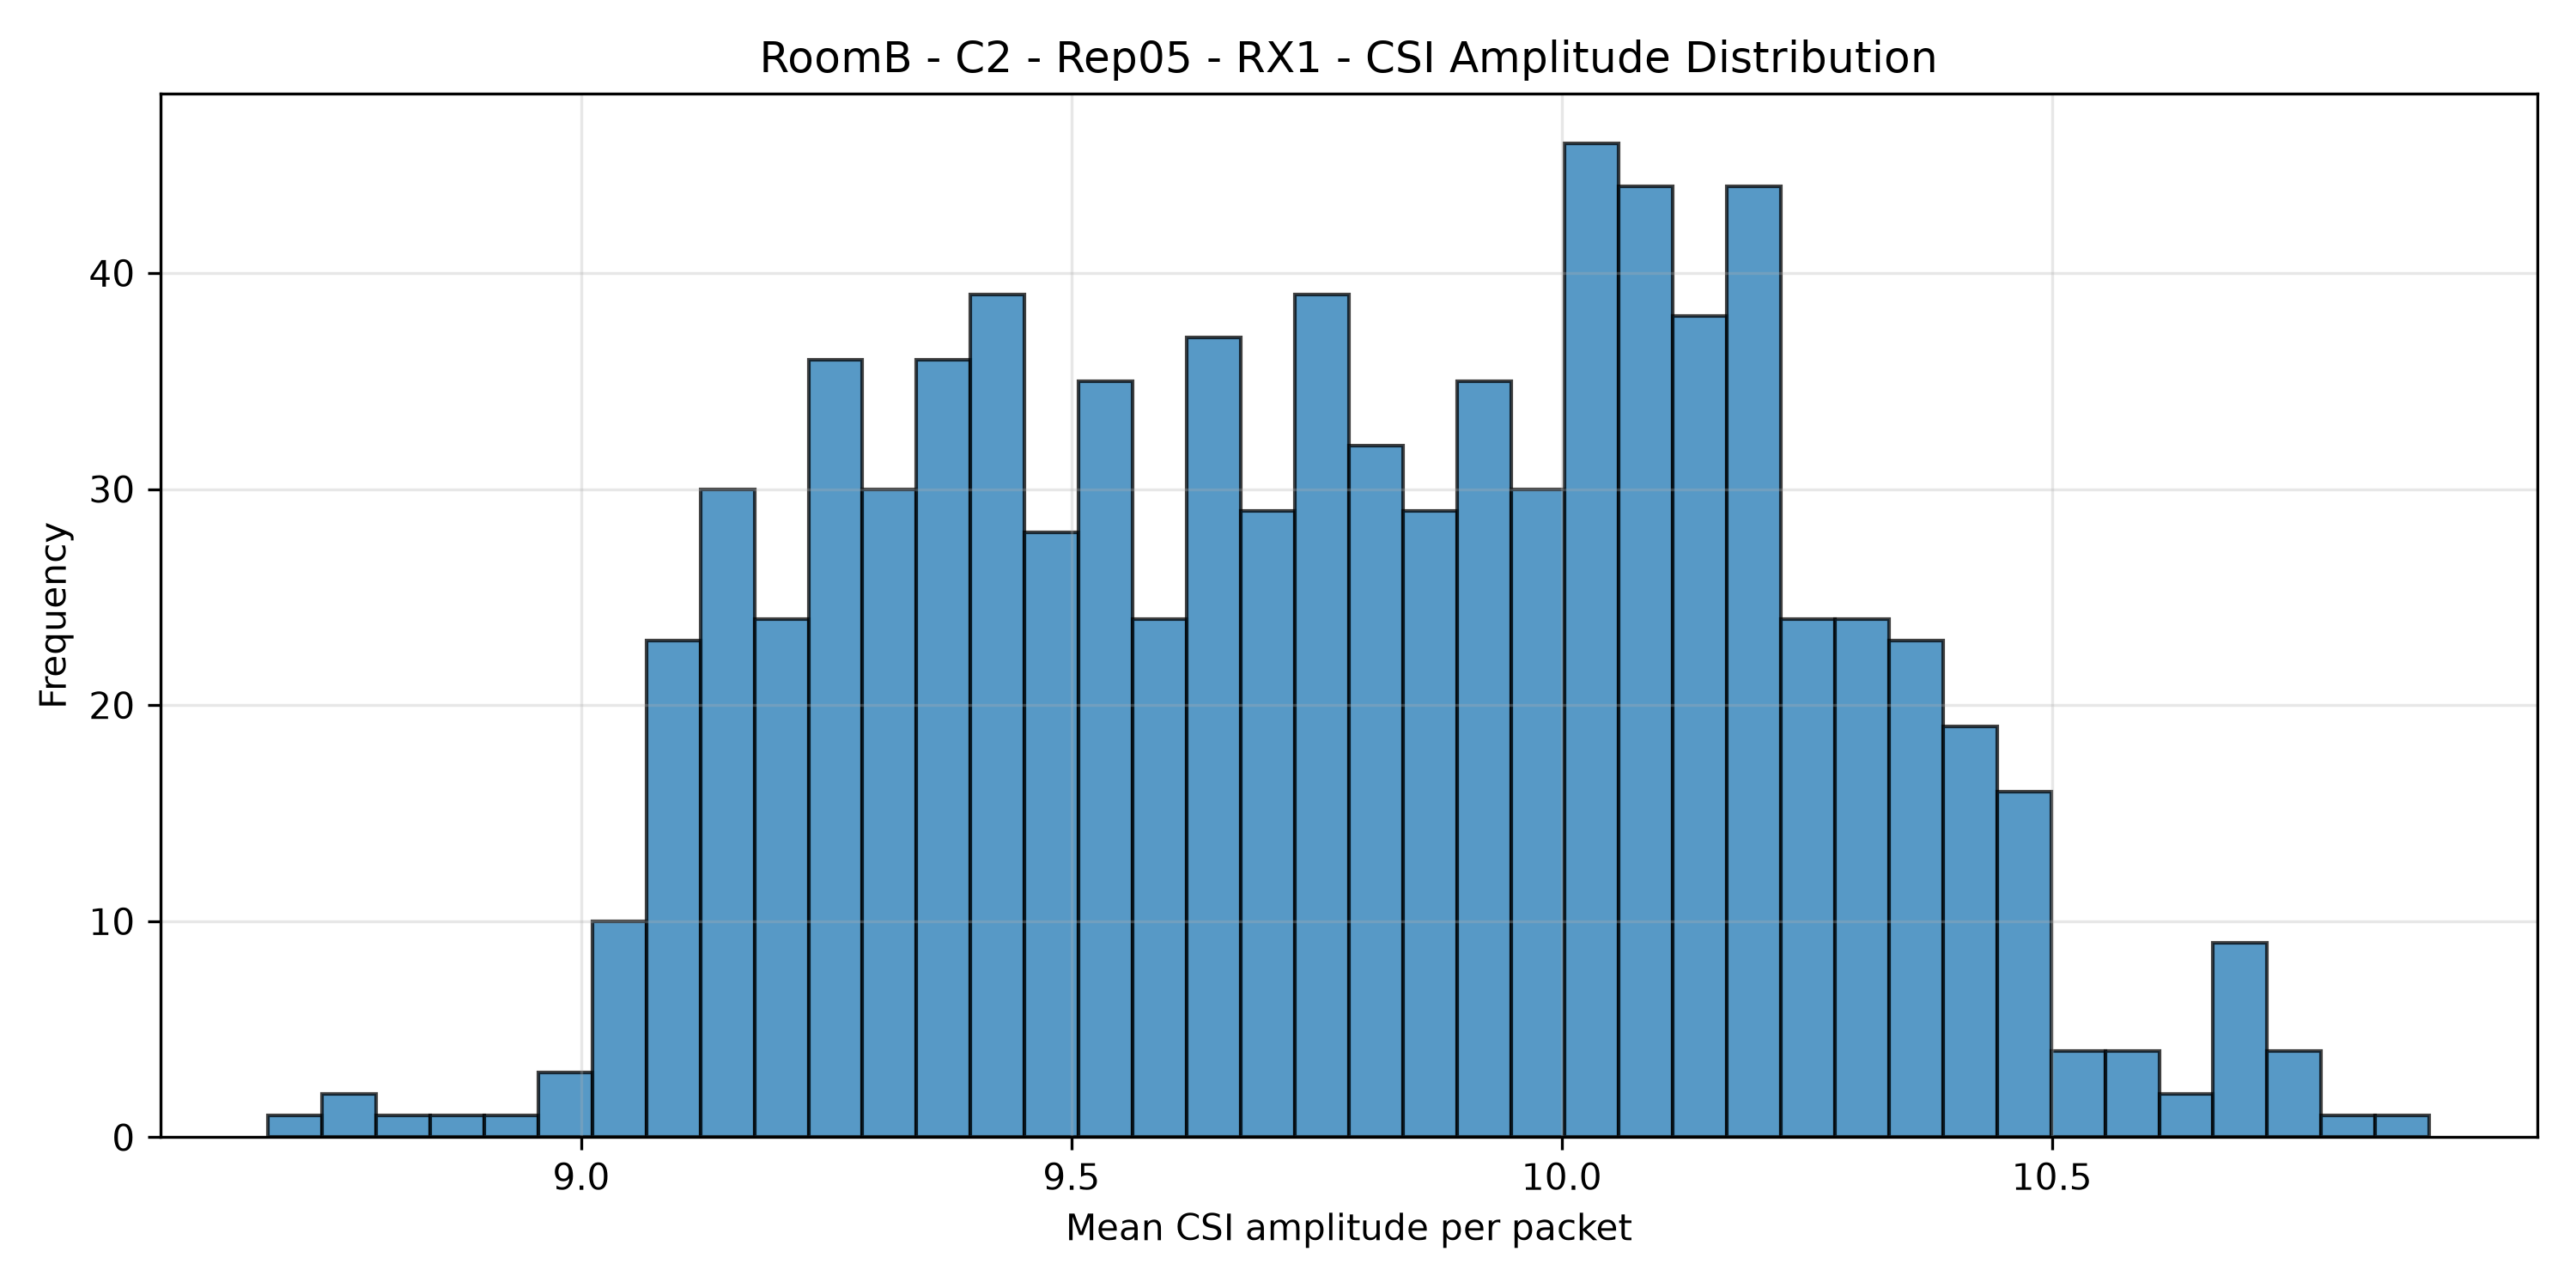 RoomB - C2 - Rep05 - RX1 - CSI Amplitude Distribution
Frequency
40
30
20
10
0
9.0 9.5 10.0 10.5
Mean CSI amplitude per packet